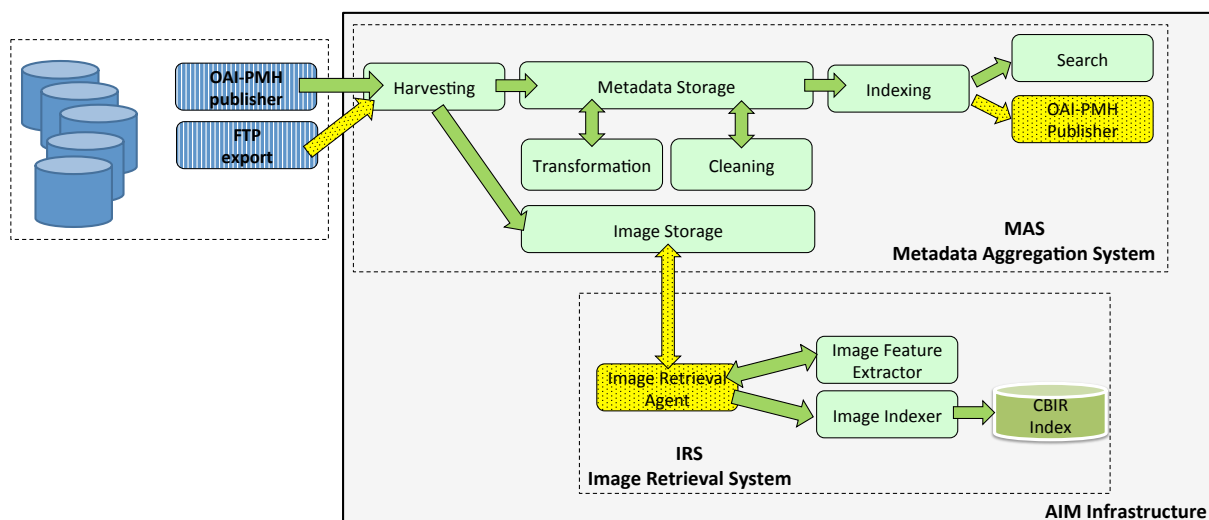 OAI-PMH
publisher
FTP
export
Harvesting
Metadata Storage
Indexing
Search
OAI-PMH
Publisher
Transformation
Cleaning
Image Storage
MAS
Metadata Aggregation System
Image Retrieval
Agent
Image Feature
Extractor
Image Indexer
CBIR
Index
IRS
Image Retrieval System
AIM Infrastructure